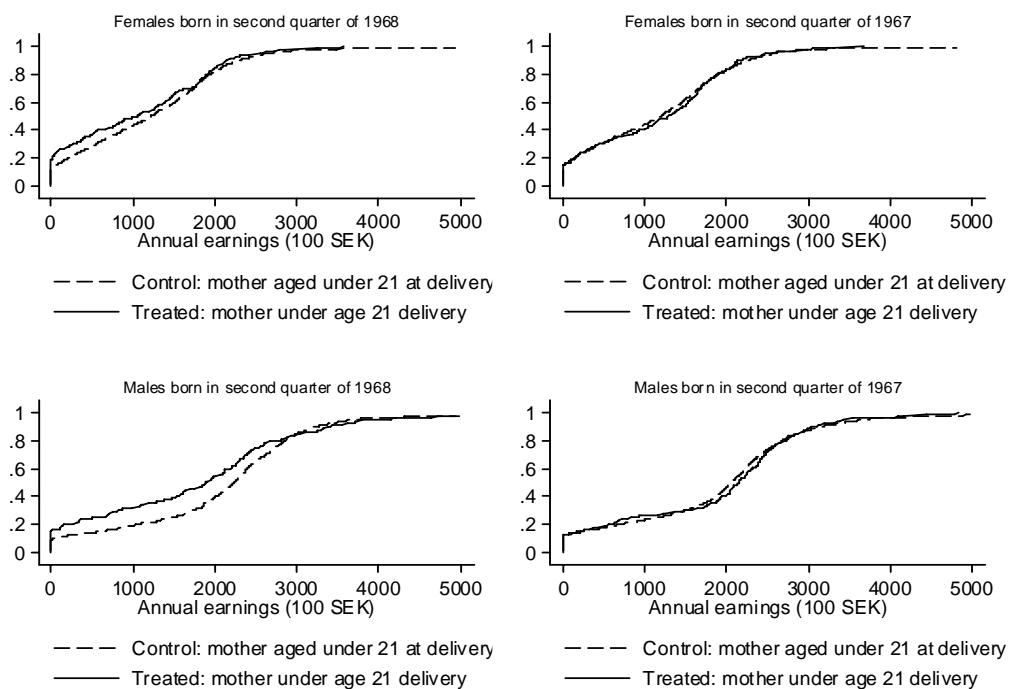 Females born in second quarter of 1968
1
.8
.6
.4
.2
0
0 1000 2000 3000 4000 5000
Annual earnings (100 SEK)
Control: mother aged under 21 at delivery
Treated: mother under age 21 delivery
Females born in second quarter of 1967
1
.8
.6
.4
.2
0
0 1000 2000 3000 4000 5000
Annual earnings (100 SEK)
Control: mother aged under 21 at delivery
Treated: mother under age 21 delivery
Males born in second quarter of 1968
1
.8
.6
.4
.2
0
0 1000 2000 3000 4000 5000
Annual earnings (100 SEK)
Control: mother aged under 21 at delivery
Treated: mother under age 21 delivery
Males born in second quarter of 1967
1
.8
.6
.4
.2
0
0 1000 2000 3000 4000 5000
Annual earnings (100 SEK)
Control: mother aged under 21 at delivery
Treated: mother under age 21 delivery